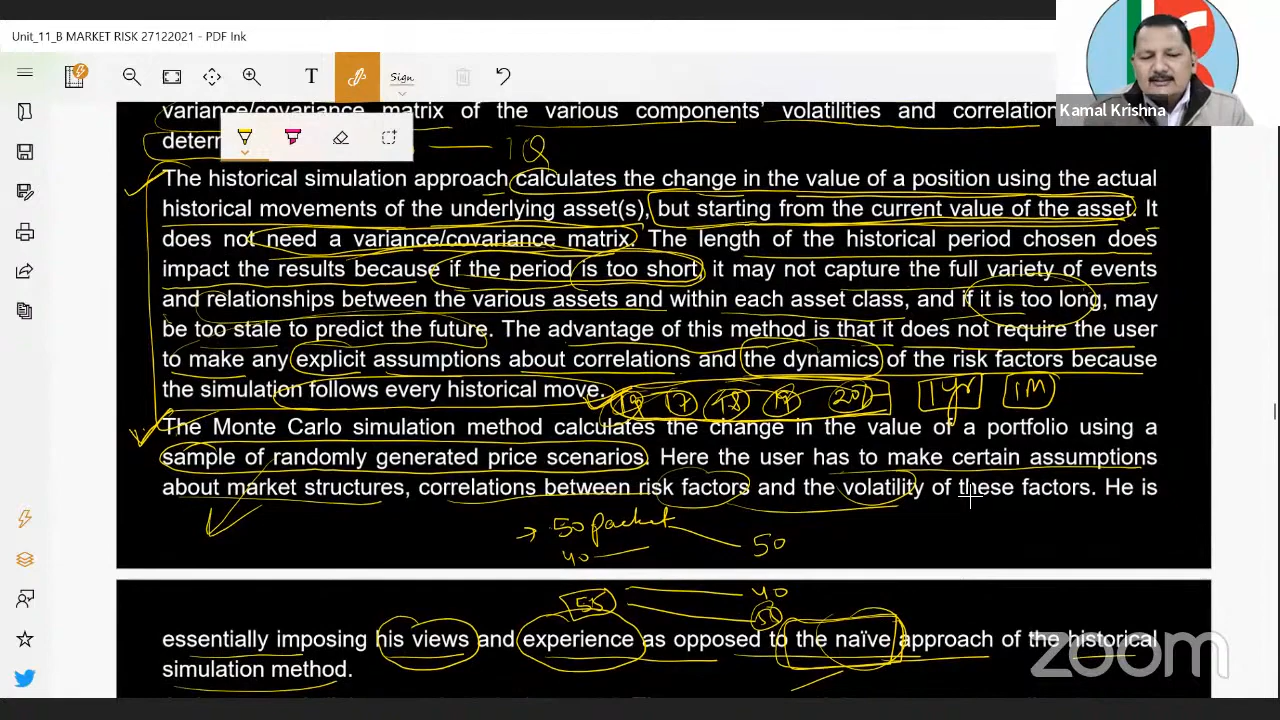 Unit_11_B MARKET RISK 27122021 - PDF Ink
T
Sign
Kamal Krishna
variance/covariance matrix of the various components' volatilities and correlation
deter
1Q
The historical simulation approach calculates the change in the value of a position using the actual
historical movements of the underlying asset(s), but starting from the current value of the asset. It
does not need a variance/covariance matrix. The length of the historical period chosen does
impact the results because if the period is too short, it may not capture the full variety of events
and relationships between the various assets and within each asset class, and if it is too long, may
be too stale to predict the future. The advantage of this method is that it does not require the user
to make any explicit assumptions about correlations and the dynamics of the risk factors because
the simulation follows every historical move.
17 18 19 20 1yr 1M
The Monte Carlo simulation method calculates the change in the value of a portfolio using a
sample of randomly generated price scenarios. Here the user has to make certain assumptions
about market structures, correlations between risk factors and the volatility of these factors. He is
50 packet
50
40
55
40
50
essentially imposing his views and experience as opposed to the naïve approach of the historical
simulation method.
zoom